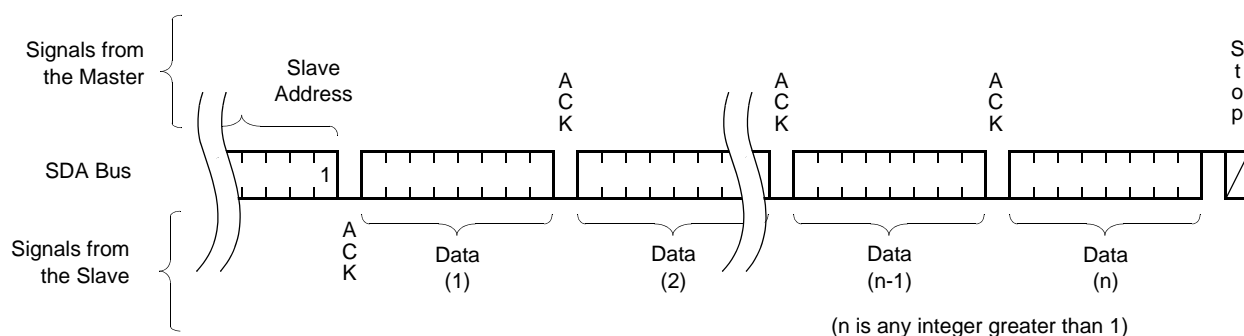 Signals from
the Master
Slave
Address
A
C
K
A
C
K
A
C
K
S
t
o
p
SDA Bus
1
Signals from
the Slave
A
C
K
Data
(1)
Data
(2)
Data
(n-1)
Data
(n)
(n is any integer greater than 1)